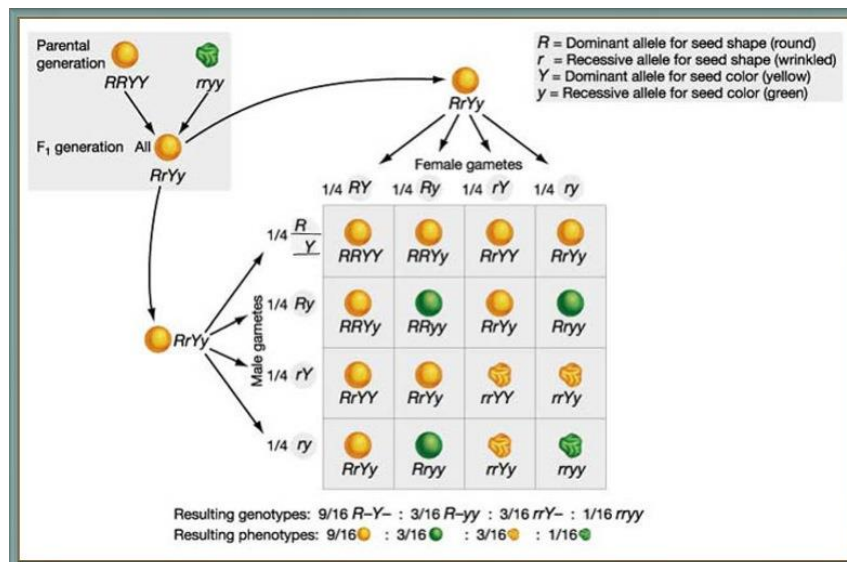 Parental
generation
RRYY
rryy
F1 generation All
RrYy
R = Dominant allele for seed shape (round)
r = Recessive allele for seed shape (wrinkled)
Y = Dominant allele for seed color (yellow)
y = Recessive allele for seed color (green)
RrYy
Female gametes
1/4 RY 1/4 Ry 1/4 rY 1/4 ry
RrYy
Male gametes
1/4 R
Y
RRYY RRYy RrYY RrYy
1/4 Ry
RRYy RRyy RrYy Rryy
1/4 rY
RrYY RrYy rrYY rrYy
1/4 ry
RrYy Rryy rrYy rryy
Resulting genotypes: 9/16 R–Y– : 3/16 R–yy : 3/16 rrY– : 1/16 rryy
Resulting phenotypes: 9/16 : 3/16 : 3/16 : 1/16